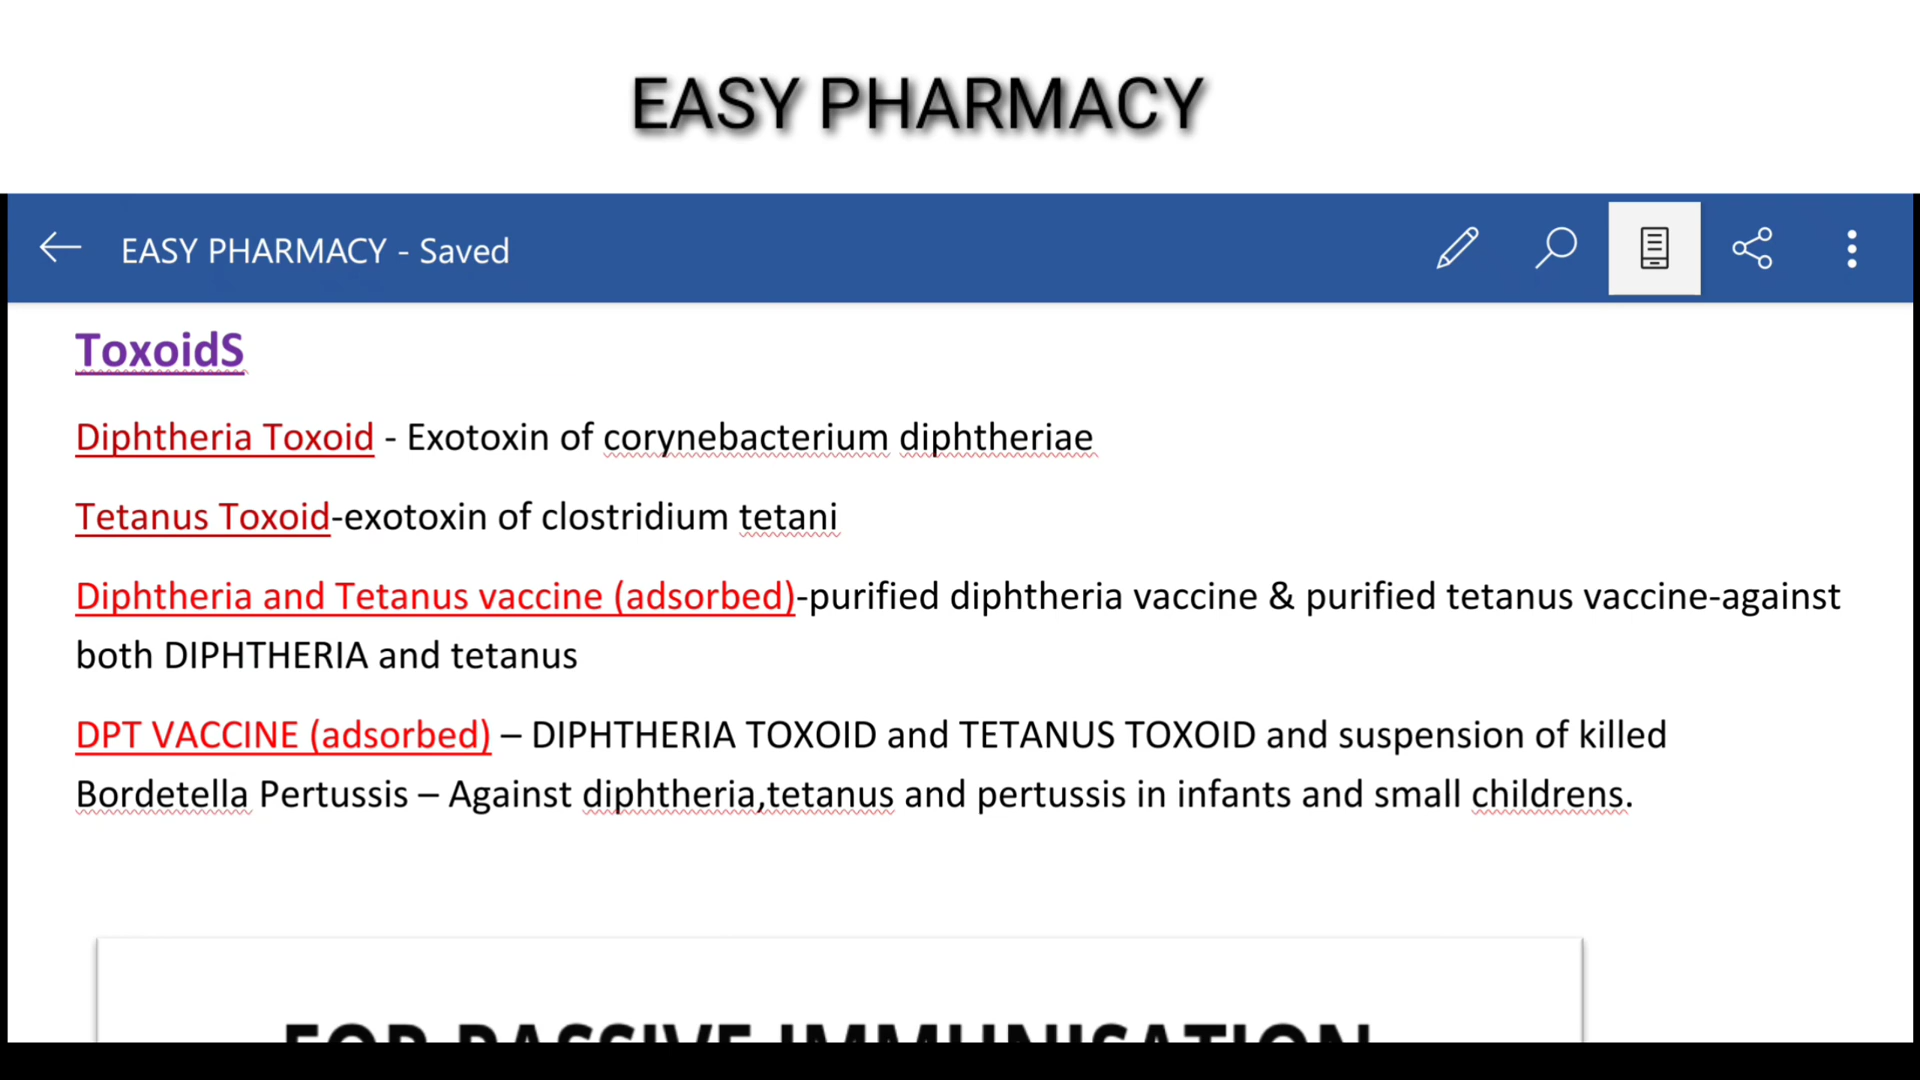 EASY PHARMACY
EASY PHARMACY - Saved
ToxoidS
Diphtheria Toxoid - Exotoxin of corynebacterium diphtheriae
Tetanus Toxoid-exotoxin of clostridium tetani
Diphtheria and Tetanus vaccine (adsorbed)-purified diphtheria vaccine & purified tetanus vaccine-against
both DIPHTHERIA and tetanus
DPT VACCINE (adsorbed) – DIPHTHERIA TOXOID and TETANUS TOXOID and suspension of killed
Bordetella Pertussis – Against diphtheria,tetanus and pertussis in infants and small childrens.
FOR PASSIVE IMMUNISATION